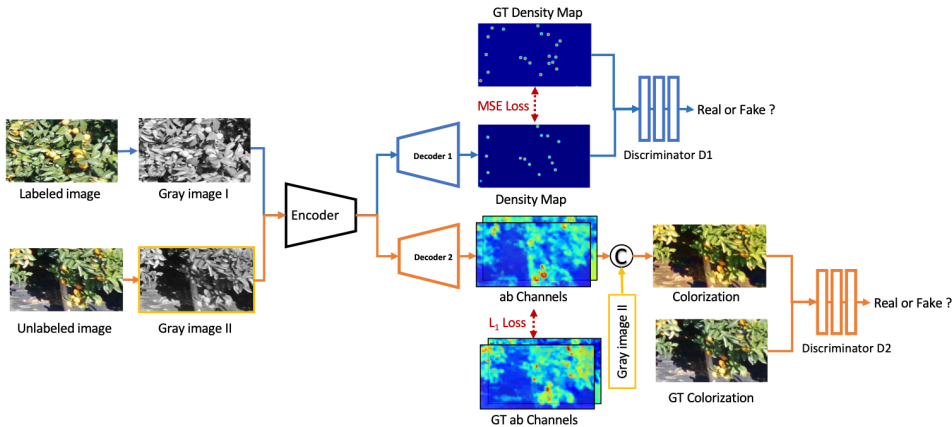 GT Density Map
MSE Loss
Real or Fake ?
Discriminator D1
Decoder 1
Density Map
Labeled image
Gray image I
Encoder
Decoder 2
C
ab Channels
Colorization
Real or Fake ?
Unlabeled image
Gray image II
L₁ Loss
Gray image II
Discriminator D2
GT ab Channels
GT Colorization